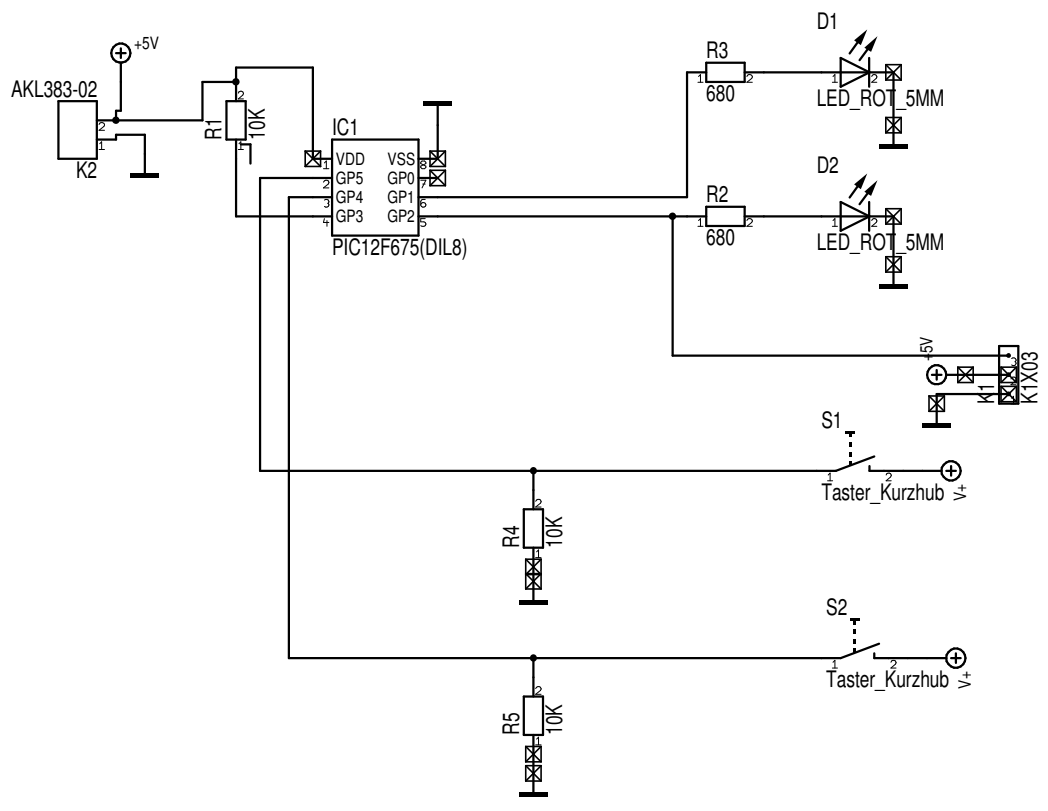 D1
+5V
R3
AKL383-02
1 2
1 2
680
LED_ROT_5MM
2
2
R1
10K
1
1
K2
IC1
VDD
VSS
1
8
GP5
GP0
2
7
GP4
GP1
3
6
GP3
GP2
4
5
PIC12F675(DIL8)
D2
R2
1 2
1 2
680
LED_ROT_5MM
+5V
3
K1
K1X03
S1
1
2
Taster_Kurzhub
V+
2
R4
10K
1
S2
1
2
Taster_Kurzhub
V+
2
R5
10K
1